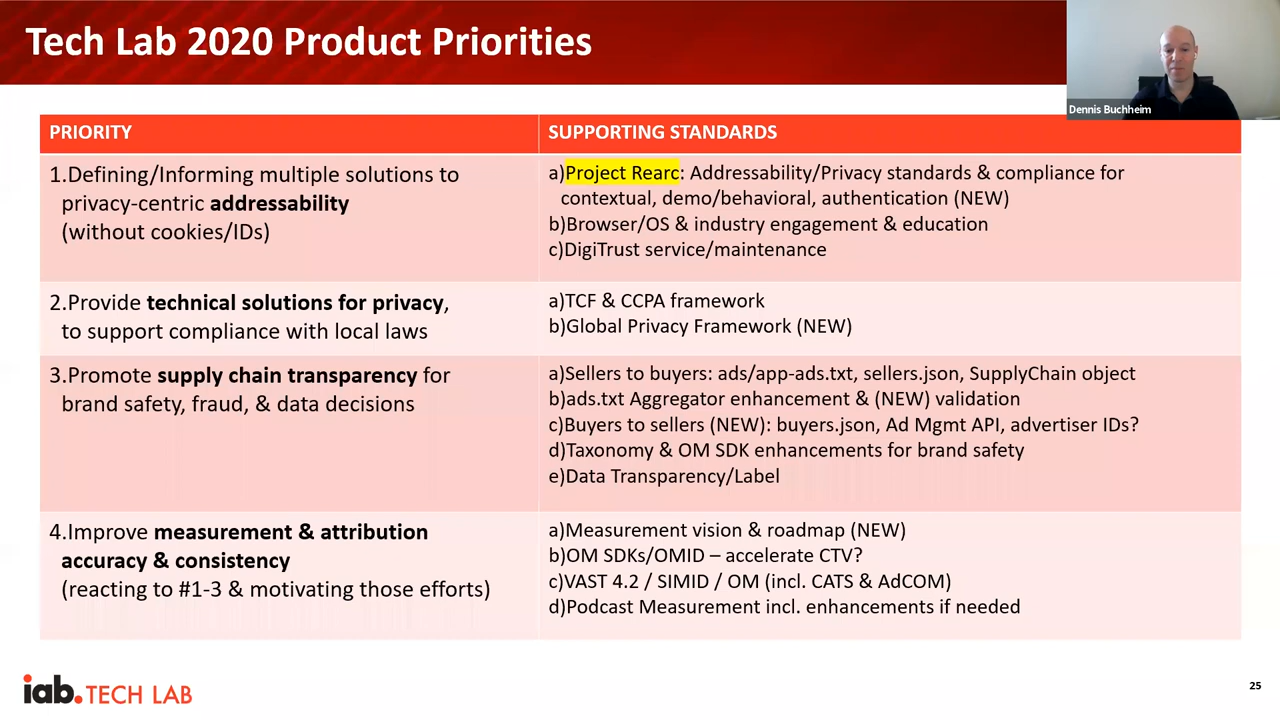 Tech Lab 2020 Product Priorities
Dennis Buchheim
PRIORITY
SUPPORTING STANDARDS
1.Defining/Informing multiple solutions to
privacy-centric addressability
(without cookies/IDs)
a)Project Rearc: Addressability/Privacy standards & compliance for
contextual, demo/behavioral, authentication (NEW)
b)Browser/OS & industry engagement & education
c)DigiTrust service/maintenance
2.Provide technical solutions for privacy,
to support compliance with local laws
a)TCF & CCPA framework
b)Global Privacy Framework (NEW)
3.Promote supply chain transparency for
brand safety, fraud, & data decisions
a)Sellers to buyers: ads/app-ads.txt, sellers.json, SupplyChain object
b)ads.txt Aggregator enhancement & (NEW) validation
c)Buyers to sellers (NEW): buyers.json, Ad Mgmt API, advertiser IDs?
d)Taxonomy & OM SDK enhancements for brand safety
e)Data Transparency/Label
4.Improve measurement & attribution
accuracy & consistency
(reacting to #1-3 & motivating those efforts)
a)Measurement vision & roadmap (NEW)
b)OM SDKs/OMID – accelerate CTV?
c)VAST 4.2 / SIMID / OM (incl. CATS & AdCOM)
d)Podcast Measurement incl. enhancements if needed
iab.TECH LAB
25